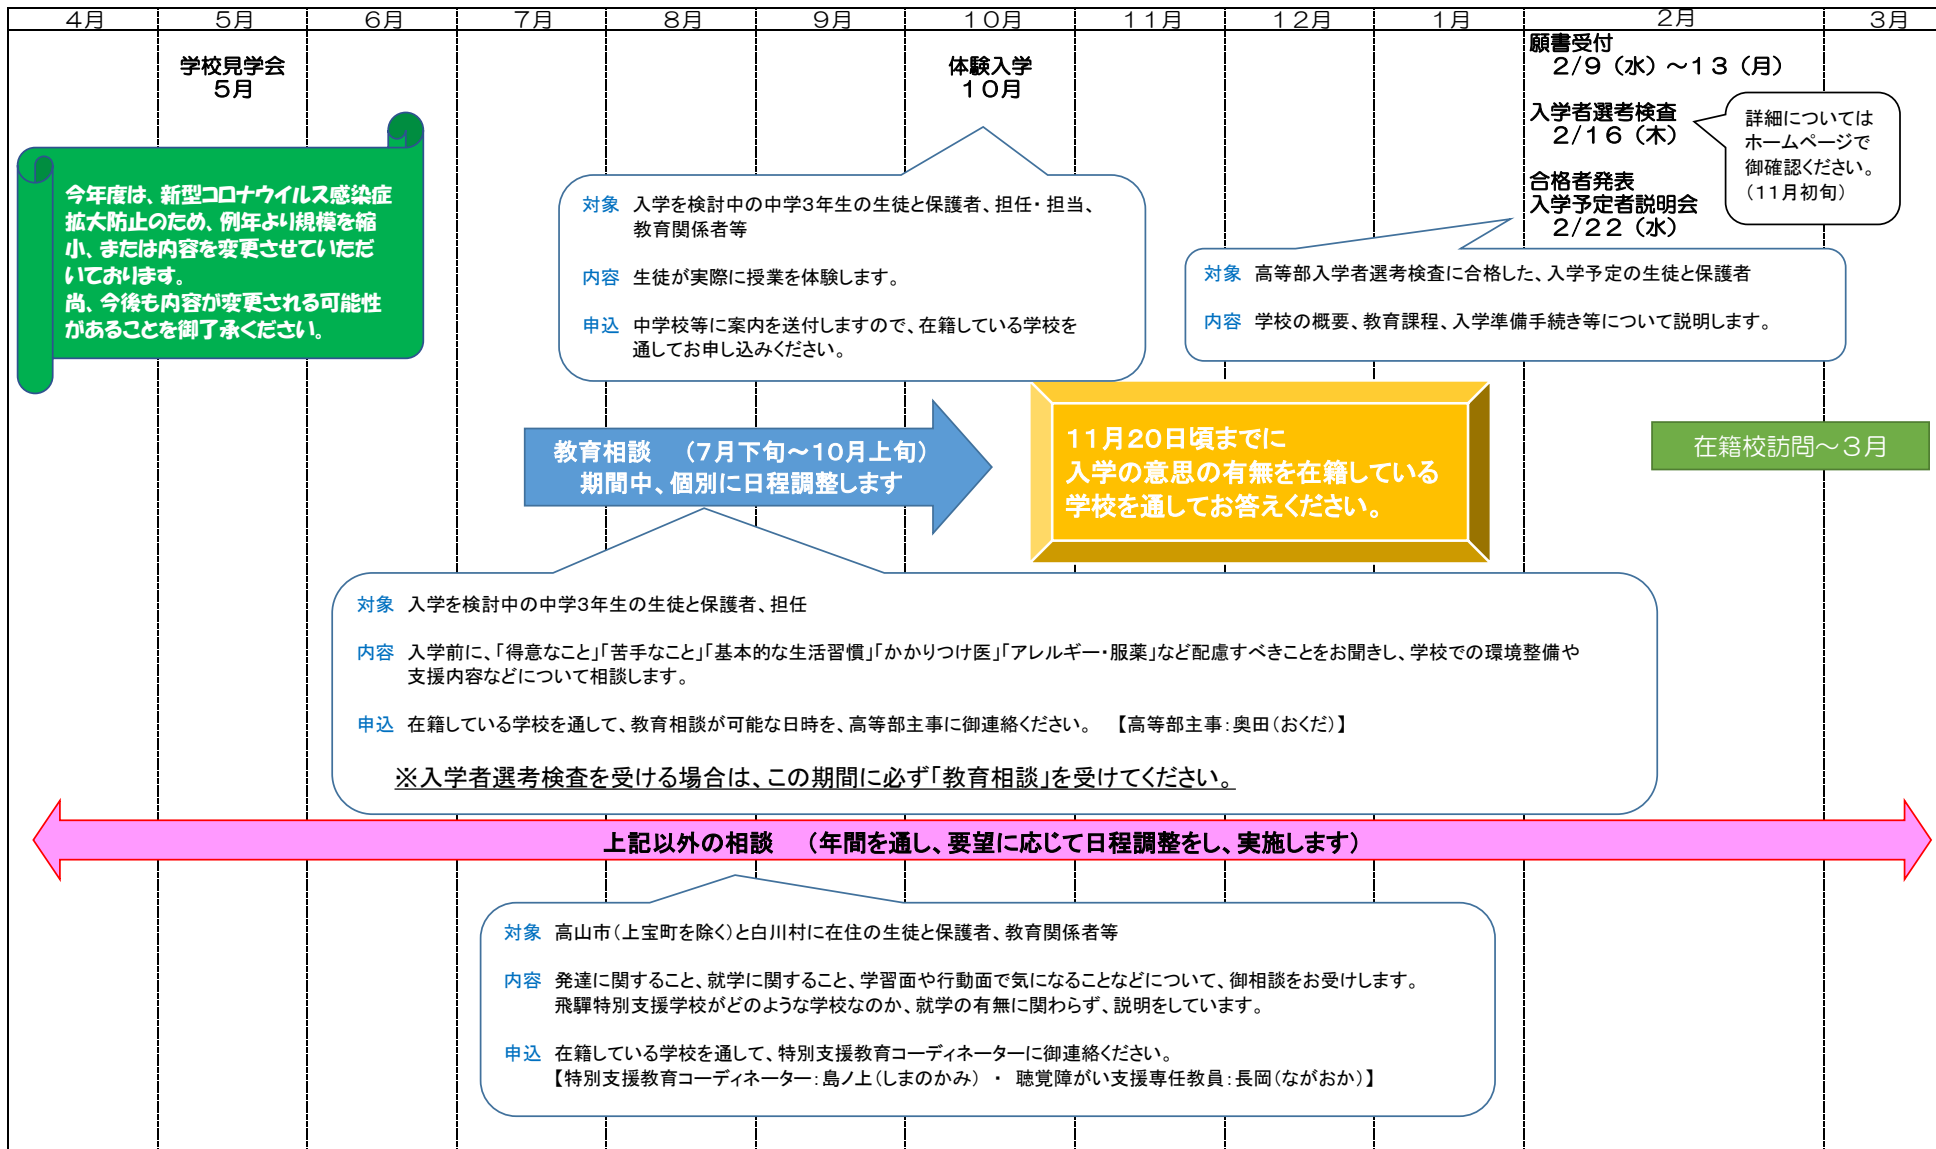 4月 5月 6月 7月 8月 9月 10月 11月 12月 1月 2月 3月
学校見学会
5月
体験入学
10月
願書受付
2/9（水）～13（月）
入学者選考検査
2/16（木）
合格者発表
入学予定者説明会
2/22（水）
詳細については
ホームページで
御確認ください。
（11月初旬）
今年度は、新型コロナウイルス感染症
拡大防止のため、例年より規模を縮
小、または内容を変更させていただ
いております。
尚、今後も内容が変更される可能性
があることを御了承ください。
対象 入学を検討中の中学3年生の生徒と保護者、担任・担当、
教育関係者等
内容 生徒が実際に授業を体験します。
申込 中学校等に案内を送付しますので、在籍している学校を
通してお申し込みください。
対象 高等部入学者選考検査に合格した、入学予定の生徒と保護者
内容 学校の概要、教育課程、入学準備手続き等について説明します。
教育相談 （7月下旬～10月上旬）
期間中、個別に日程調整します
11月20日頃までに
入学の意思の有無を在籍している
学校を通してお答えください。
在籍校訪問～3月
対象 入学を検討中の中学3年生の生徒と保護者、担任
内容 入学前に、「得意なこと」「苦手なこと」「基本的な生活習慣」「かかりつけ医」「アレルギー・服薬」など配慮すべきことをお聞きし、学校での環境整備や
支援内容などについて相談します。
申込 在籍している学校を通して、教育相談が可能な日時を、高等部主事に御連絡ください。 【高等部主事：奥田（おくだ）】
※入学者選考検査を受ける場合は、この期間に必ず「教育相談」を受けてください。
上記以外の相談 （年間を通し、要望に応じて日程調整をし、実施します）
対象 高山市（上宝町を除く）と白川村に在住の生徒と保護者、教育関係者等
内容 発達に関すること、就学に関すること、学習面や行動面で気になることなどについて、御相談をお受けします。
飛騨特別支援学校がどのような学校なのか、就学の有無に関わらず、説明をしています。
申込 在籍している学校を通して、特別支援教育コーディネーターに御連絡ください。
【特別支援教育コーディネーター：島ノ上（しまのかみ） ・ 聴覚障がい支援専任教員：長岡（ながおか）】